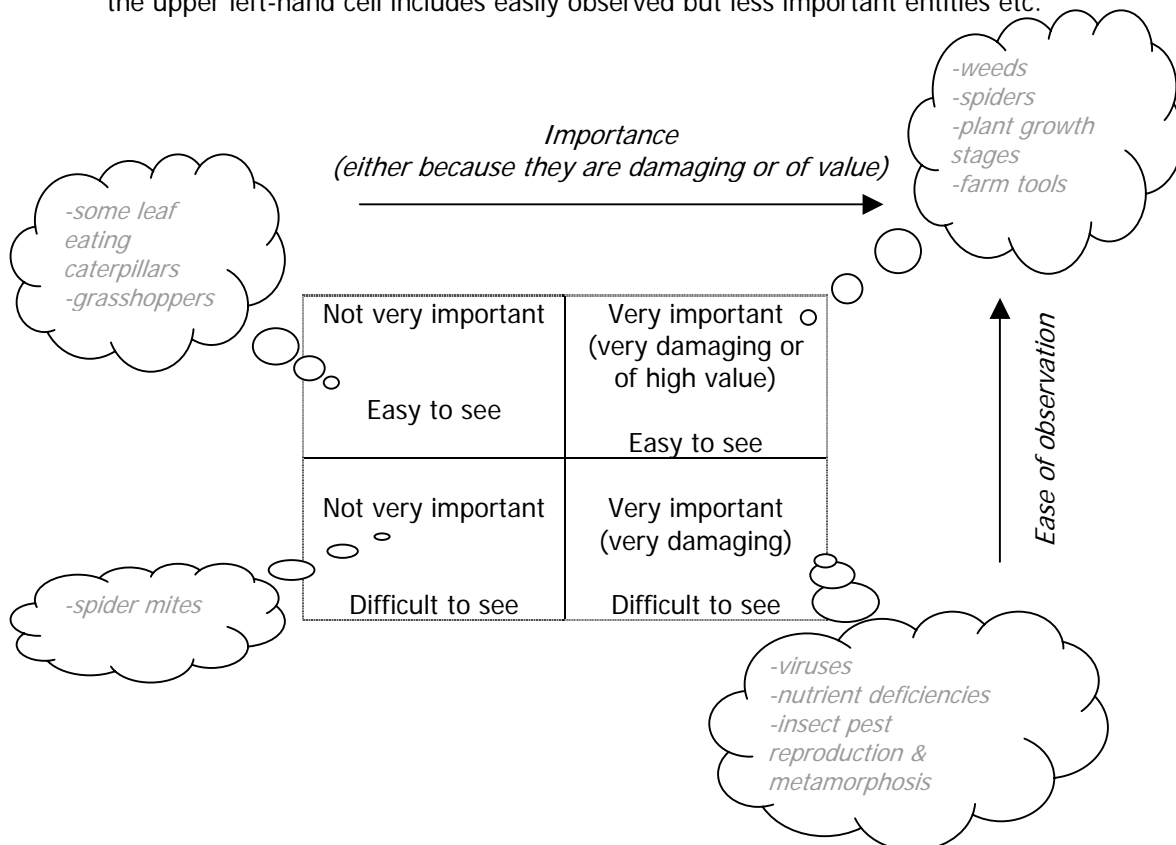 the upper left-hand cell includes easily observed but less important entities etc.
-weeds
-spiders
-plant growth
stages
-farm tools
Importance
(either because they are damaging or of value)
-some leaf
eating
caterpillars
-grasshoppers
Not very important
Easy to see
Very important
(very damaging or
of high value)
Easy to see
Ease of observation
Not very important
Difficult to see
Very important
(very damaging)
Difficult to see
-spider mites
-viruses
-nutrient deficiencies
-insect pest
reproduction &
metamorphosis